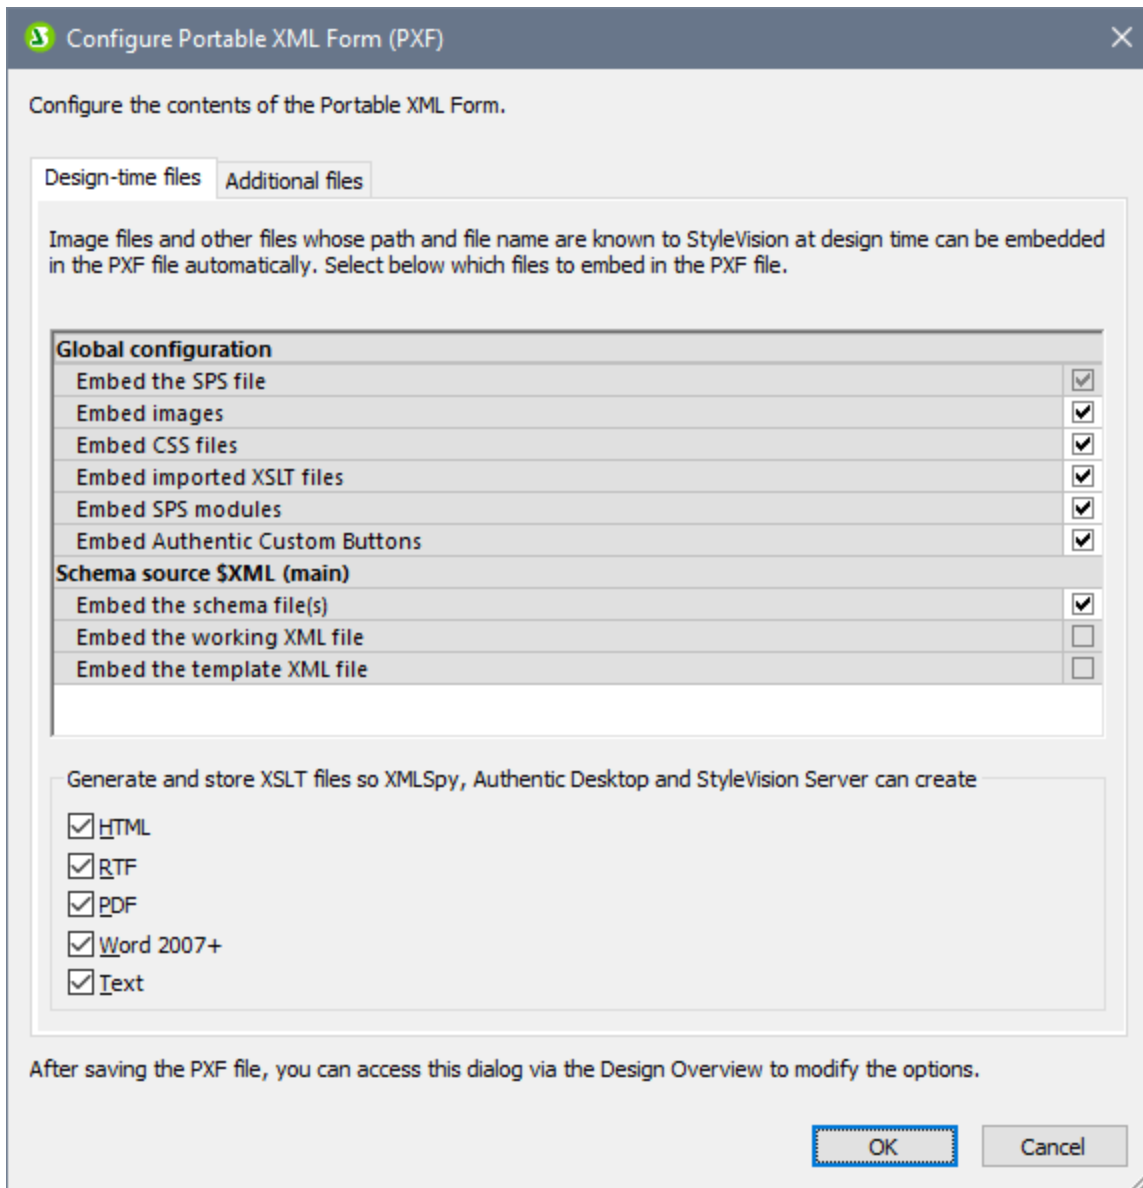 Configure Portable XML Form (PXF)
Configure the contents of the Portable XML Form.
Design-time files
Additional files
Image files and other files whose path and file name are known to StyleVision at design time can be embedded
in the PXF file automatically. Select below which files to embed in the PXF file.
Global configuration
Embed the SPS file
Embed images
Embed CSS files
Embed imported XSLT files
Embed SPS modules
Embed Authentic Custom Buttons
Schema source $XML (main)
Embed the schema file(s)
Embed the working XML file
Embed the template XML file
Generate and store XSLT files so XMLSpy, Authentic Desktop and StyleVision Server can create
HTML
RTF
PDF
Word 2007+
Text
After saving the PXF file, you can access this dialog via the Design Overview to modify the options.
OK
Cancel